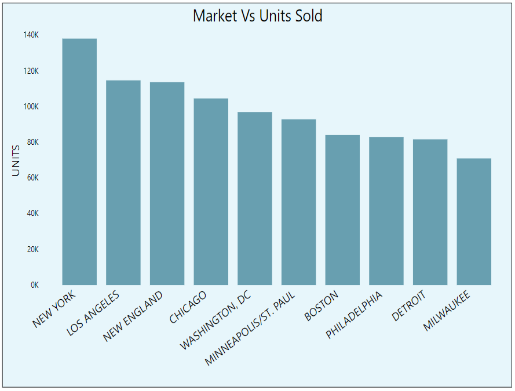 Market Vs Units Sold
140K
120K
100K
80K
60K
40K
20K
0K
UNITS
NEW YORK
LOS ANGELES
NEW ENGLAND
CHICAGO
WASHINGTON, DC
MINNEAPOLIS/ST. PAUL
BOSTON
PHILADELPHIA
DETROIT
MILWAUKEE